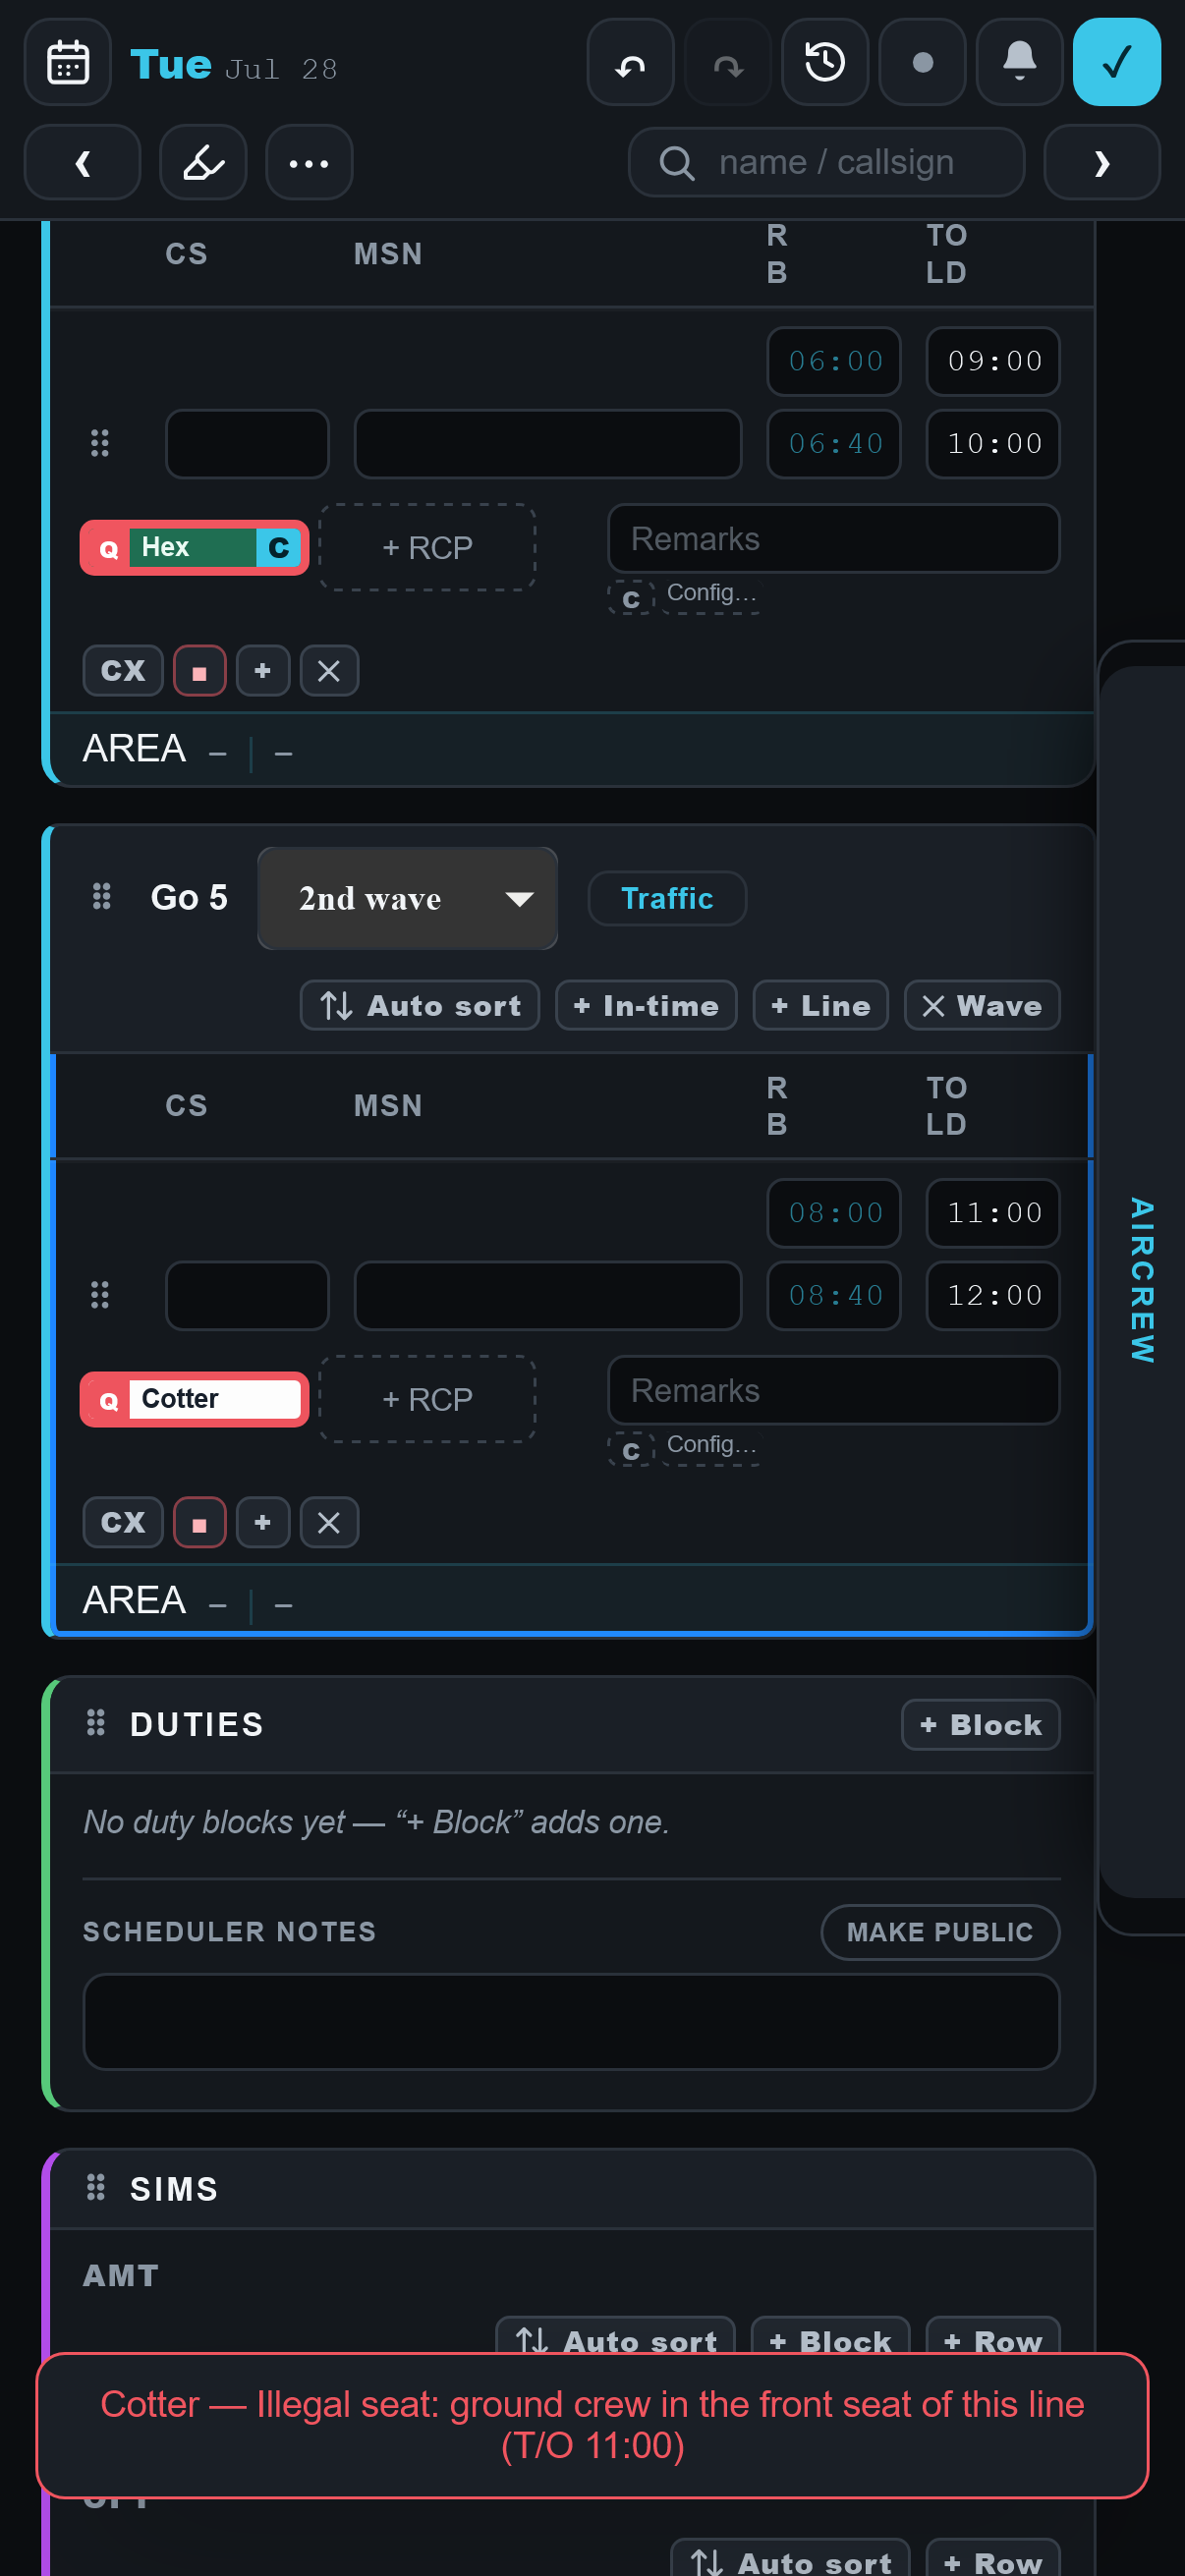 Tue Jul 28
name / callsign
CS MSN R TO
B LD
06:00 09:00
06:40 10:00
Q Hex C + RCP Remarks
C Config...
CX + ×
AREA – | –
Go 5 2nd wave Traffic
Auto sort + In-time + Line × Wave
CS MSN R TO
B LD
08:00 11:00
08:40 12:00
Q Cotter + RCP Remarks
C Config...
CX + ×
AREA – | –
AIRCREW
DUTIES + Block
No duty blocks yet — “+ Block” adds one.
SCHEDULER NOTES MAKE PUBLIC
SIMS
AMT
Auto sort + Block + Row
Cotter — Illegal seat: ground crew in the front seat of this line
(T/O 11:00)
Auto sort + Row